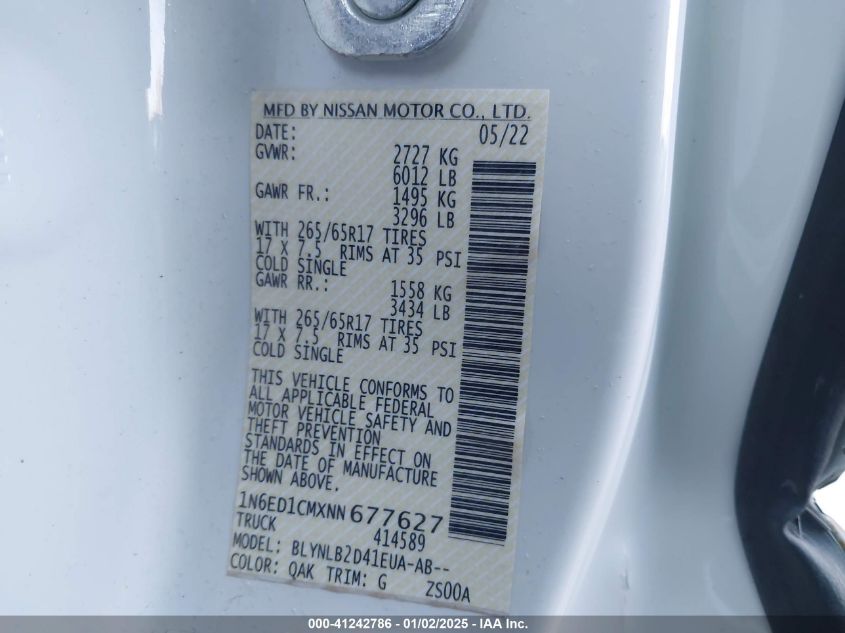 MFD BY NISSAN MOTOR CO., LTD.
DATE: 05/22
GVWR: 2727 KG
6012 LB
GAWR FR.: 1495 KG
3296 LB
WITH 265/65R17 TIRES
17 X 7.5 RIMS AT 35 PSI
COLD SINGLE
GAWR RR.: 1558 KG
3434 LB
WITH 265/65R17 TIRES
17 X 7.5 RIMS AT 35 PSI
COLD SINGLE
THIS VEHICLE CONFORMS TO
ALL APPLICABLE FEDERAL
MOTOR VEHICLE SAFETY AND
THEFT PREVENTION
STANDARDS IN EFFECT ON
THE DATE OF MANUFACTURE
SHOWN ABOVE.
1N6ED1CMXNN677627
TRUCK 414589
MODEL: BLYNLB2D41EUA-AB--
COLOR: QAK TRIM: G ZS00A
000-41242786 - 01/02/2025 - IAAI.com